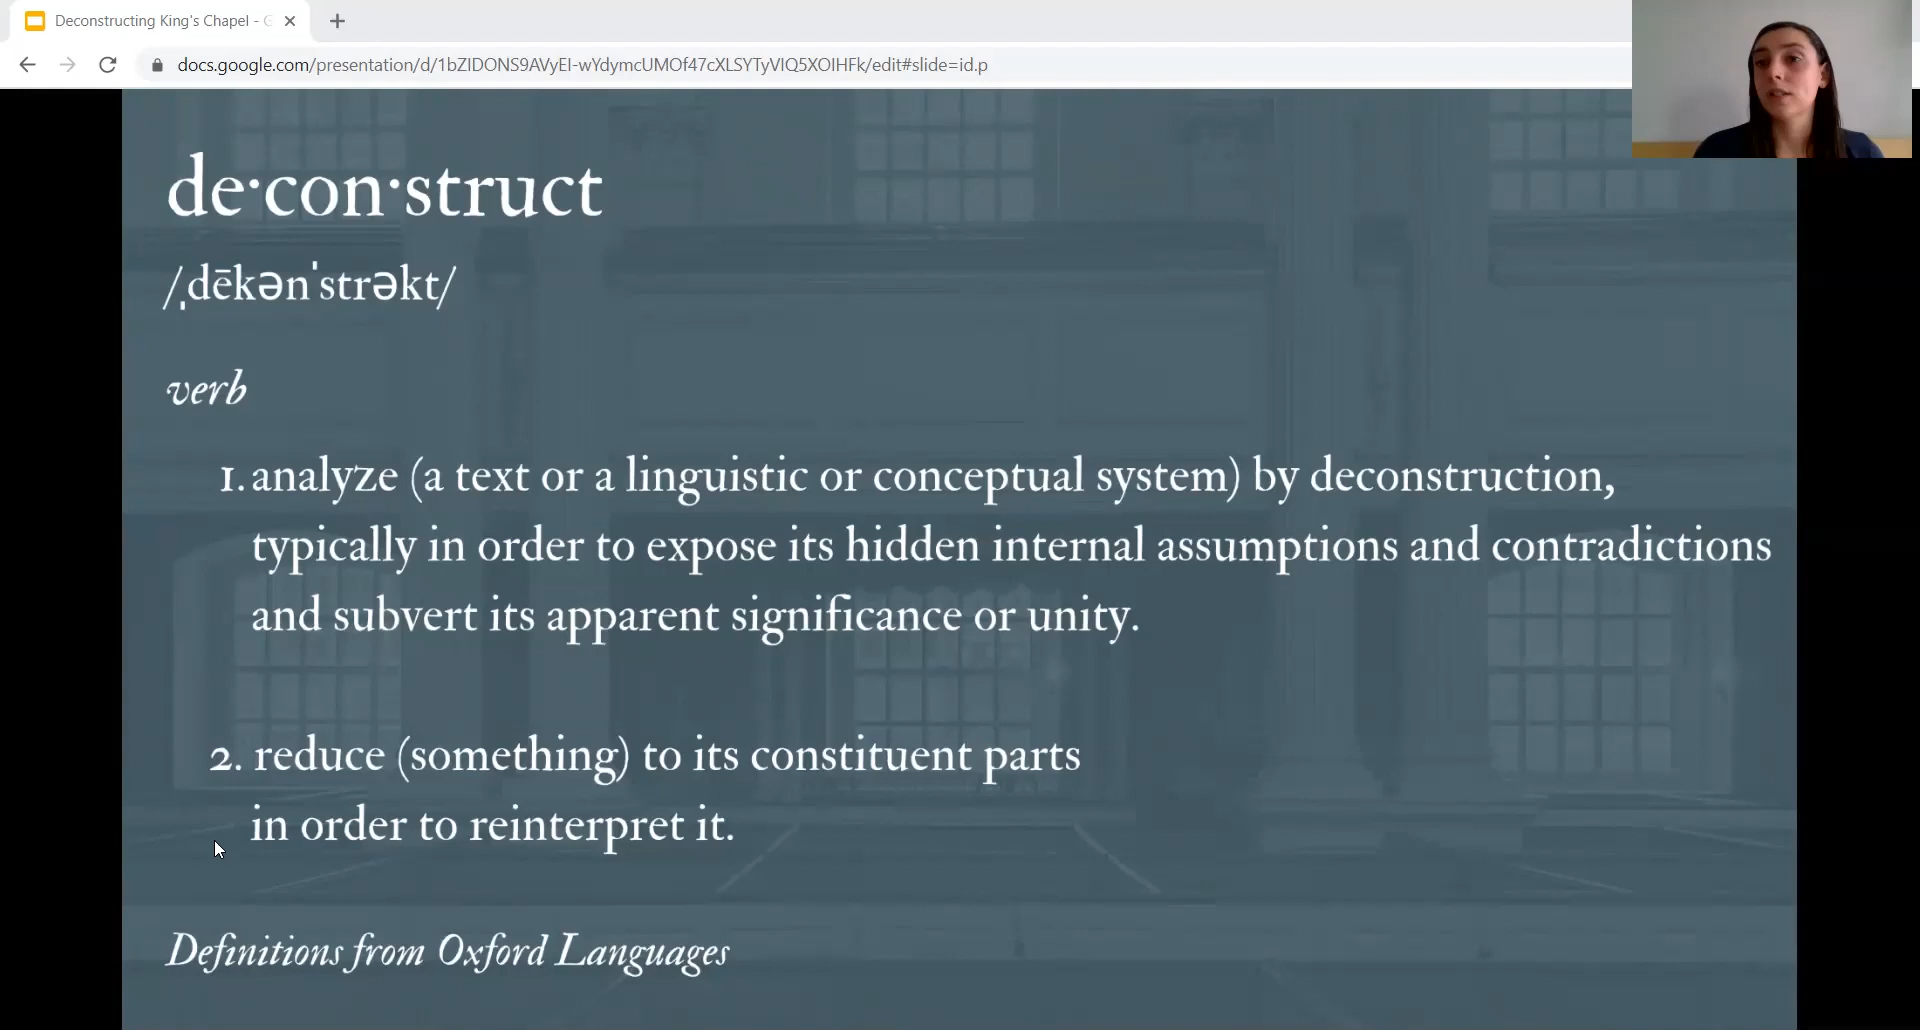 Deconstructing King's Chapel - G
docs.google.com/presentation/d/1bZIDONS9AVyEI-wYdymcUMOf47cXLSYTyVIQ5XOIHFk/edit#slide=id.p
de·con·struct
/ˌdēkənˈstrəkt/
verb
1. analyze (a text or a linguistic or conceptual system) by deconstruction,
typically in order to expose its hidden internal assumptions and contradictions
and subvert its apparent significance or unity.
2. reduce (something) to its constituent parts
in order to reinterpret it.
Definitions from Oxford Languages